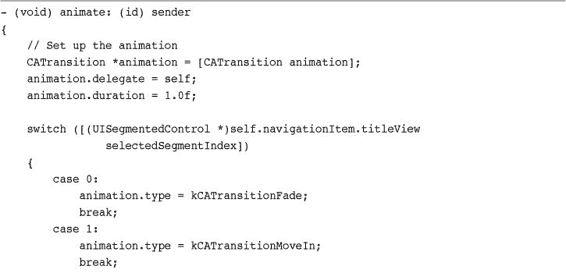 - (void) animate: (id) sender
{
    // Set up the animation
    CATransition *animation = [CATransition animation];
    animation.delegate = self;
    animation.duration = 1.0f;

    switch ([(UISegmentedControl *)self.navigationItem.titleView
              selectedSegmentIndex])
    {
        case 0:
            animation.type = kCATransitionFade;
            break;
        case 1:
            animation.type = kCATransitionMoveIn;
            break;